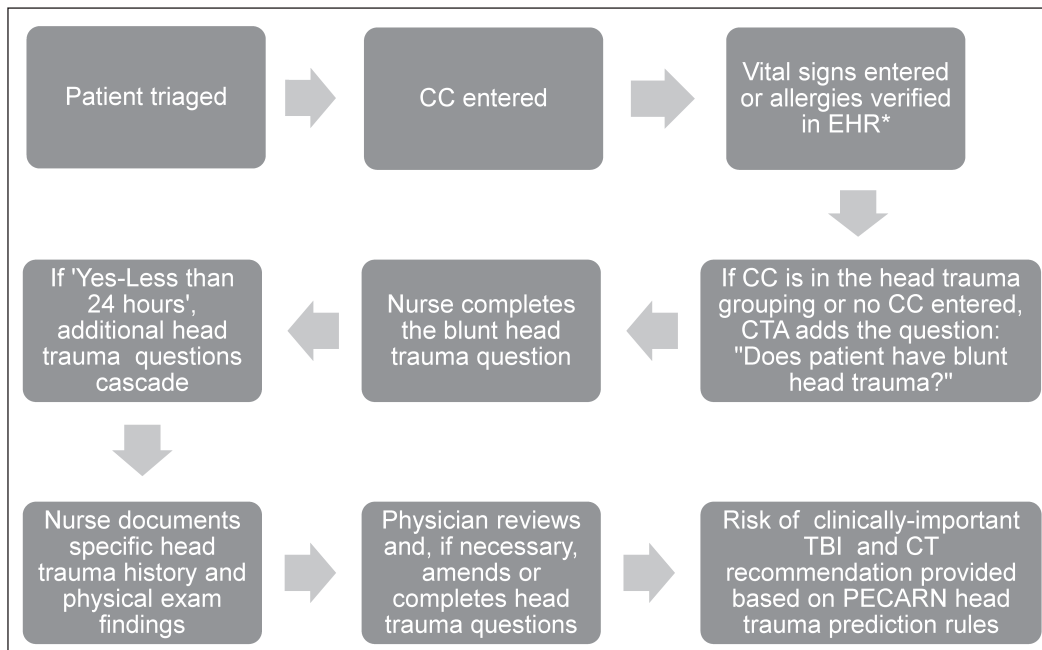 Patient triaged
CC entered
Vital signs entered
or allergies verified
in EHR*
If CC is in the head trauma
grouping or no CC entered,
CTA adds the question:
"Does patient have blunt
head trauma?"
Nurse completes
the blunt head
trauma question
If 'Yes-Less than
24 hours',
additional head
trauma questions
cascade
Nurse documents
specific head
trauma history and
physical exam
findings
Physician reviews
and, if necessary,
amends or
completes head
trauma questions
Risk of clinically-important
TBI and CT
recommendation provided
based on PECARN head
trauma prediction rules